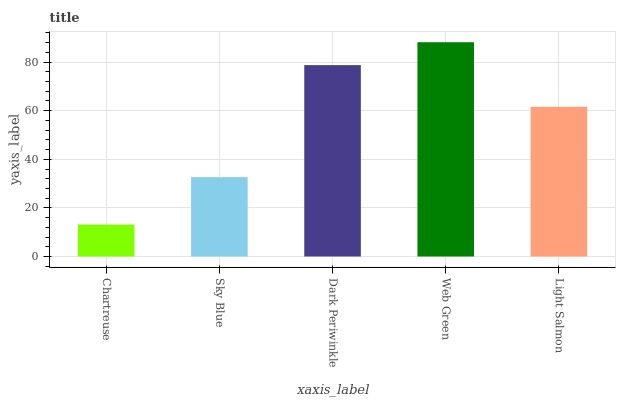 title
yaxis_label
80
60
40
20
0
Chartreuse
Sky Blue
Dark Periwinkle
Web Green
Light Salmon
xaxis_label